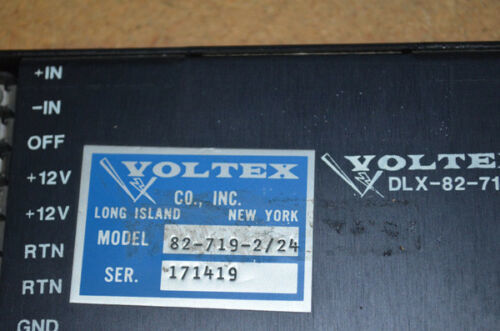 +IN
-IN
OFF
+12V
+12V
RTN
RTN
GND
VOLTEX
CO., INC.
LONG ISLAND NEW YORK
MODEL 82-719-2/24
SER. 171419
VOLTE
DLX-82-71